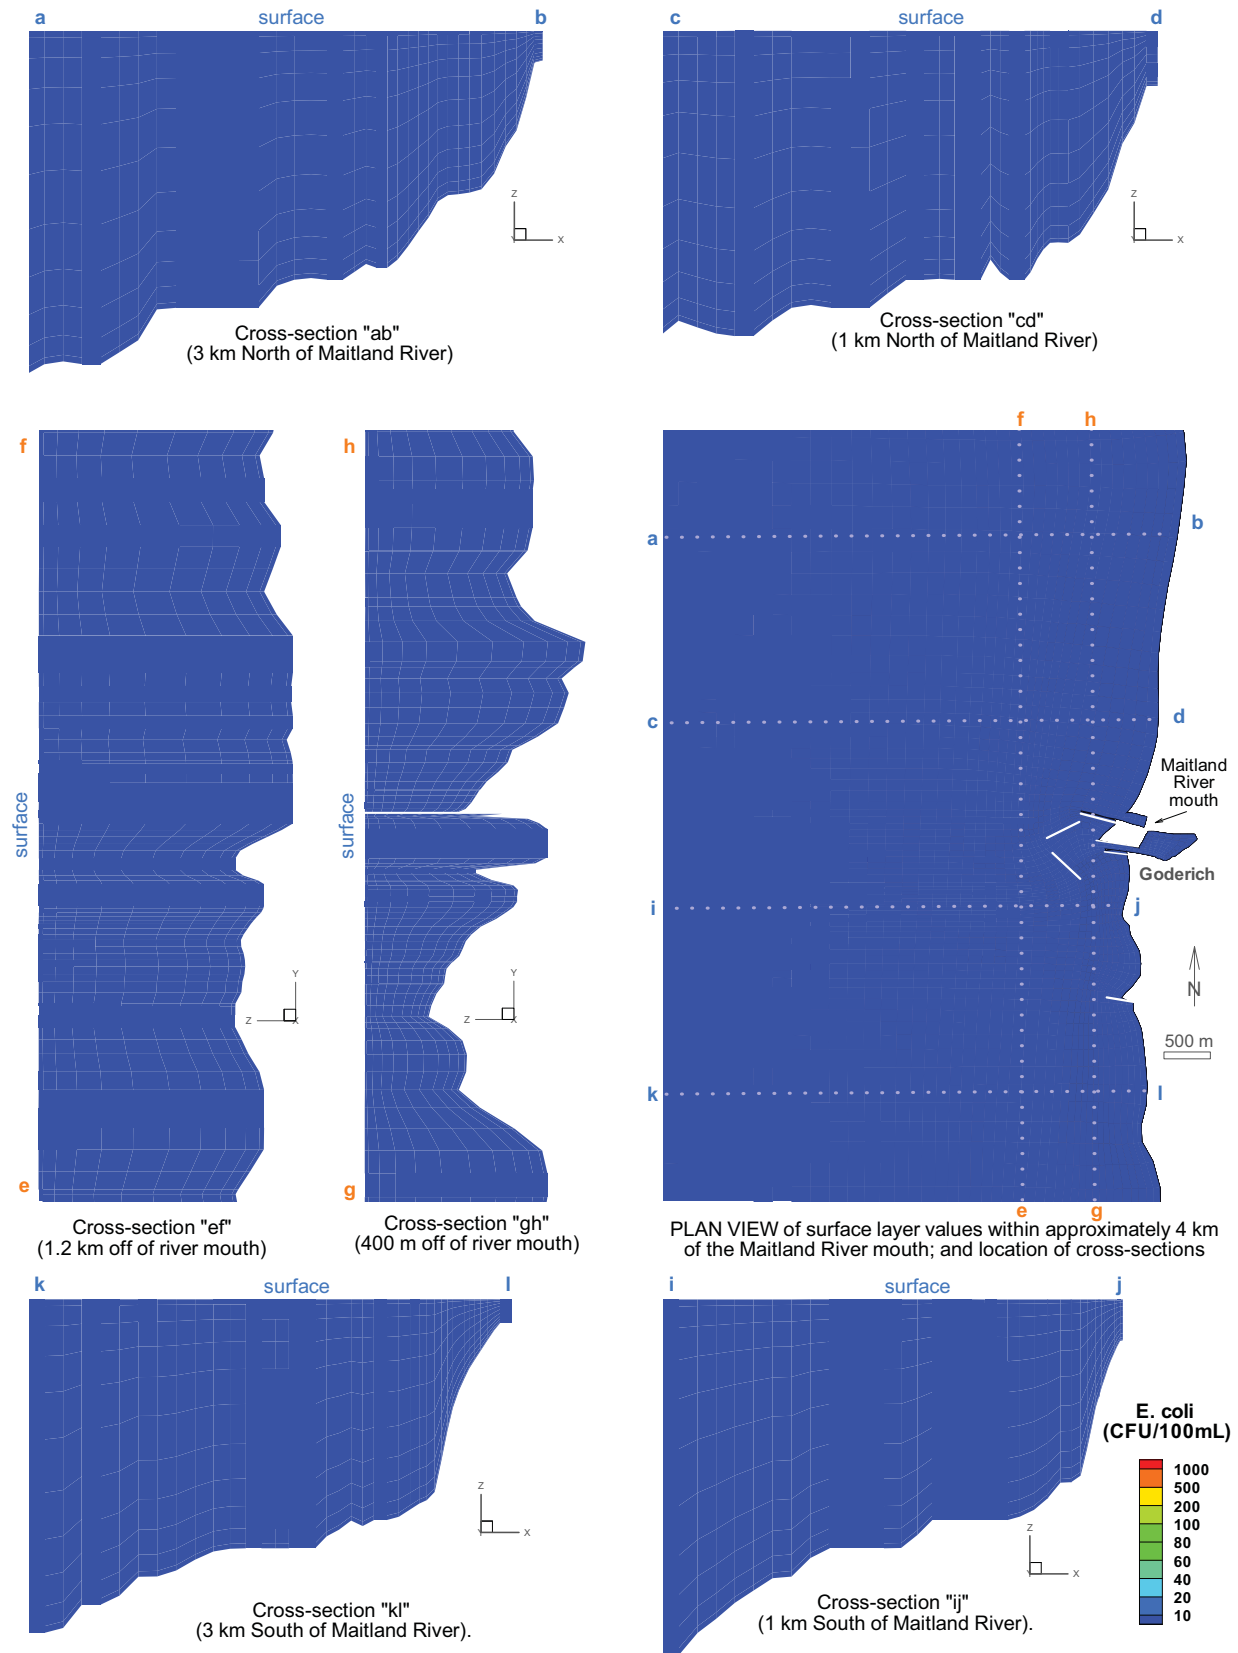 a surface b
c surface d
Z
X
Y
Z
X
Y
Cross-section "ab"
(3 km North of Maitland River)
Cross-section "cd"
(1 km North of Maitland River)
f
h
f h
a
b
c
d
Maitland
River
mouth
Goderich
i
j
N
500 m
k
l
e g
surface
surface
Y
Z
X
Y
Z
X
e
g
Cross-section "ef"
(1.2 km off of river mouth)
Cross-section "gh"
(400 m off of river mouth)
PLAN VIEW of surface layer values within approximately 4 km
of the Maitland River mouth; and location of cross-sections
k surface l
i surface j
Z
X
Y
Z
X
Y
Cross-section "kl"
(3 km South of Maitland River).
Cross-section "ij"
(1 km South of Maitland River).
E. coli
(CFU/100mL)
1000
500
200
100
80
60
40
20
10